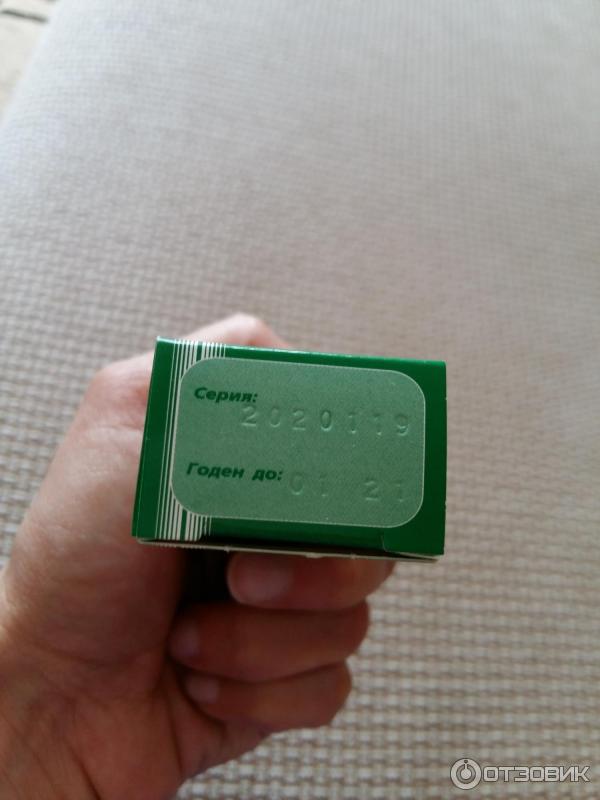 Серия:
2020119
Годен до:
01 21
ОТЗОВИК